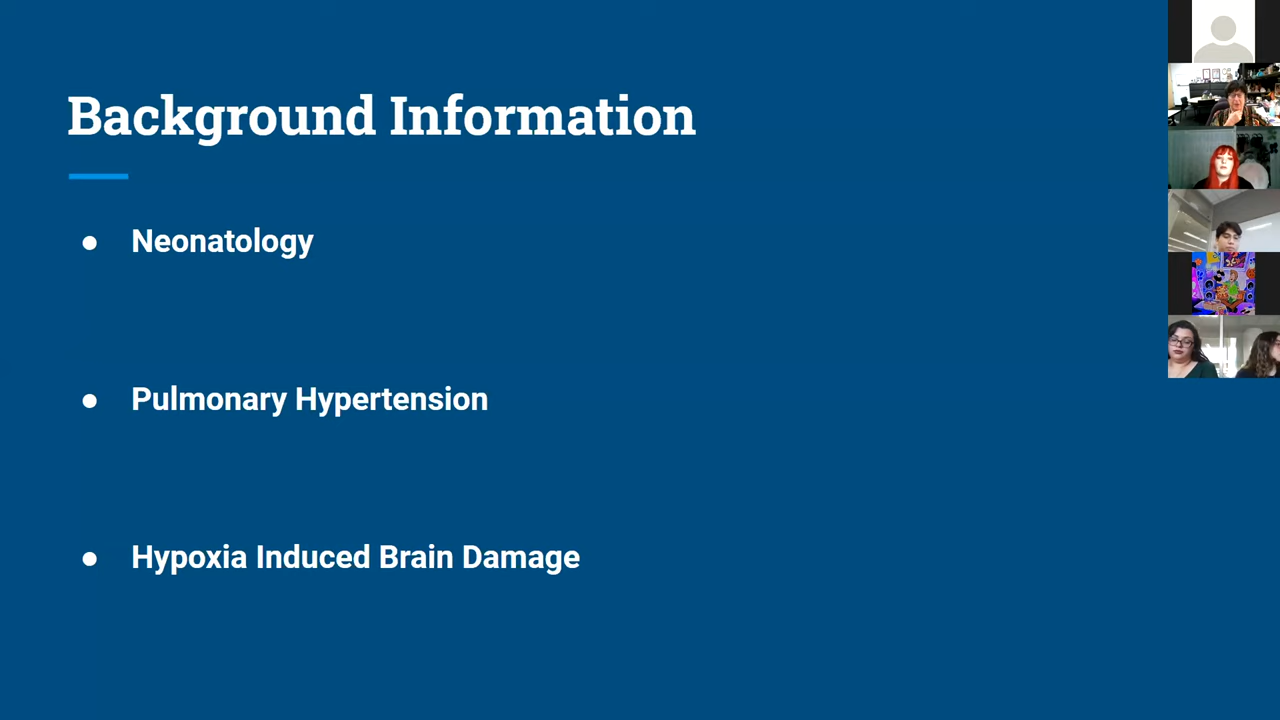 Background Information
● Neonatology
● Pulmonary Hypertension
● Hypoxia Induced Brain Damage